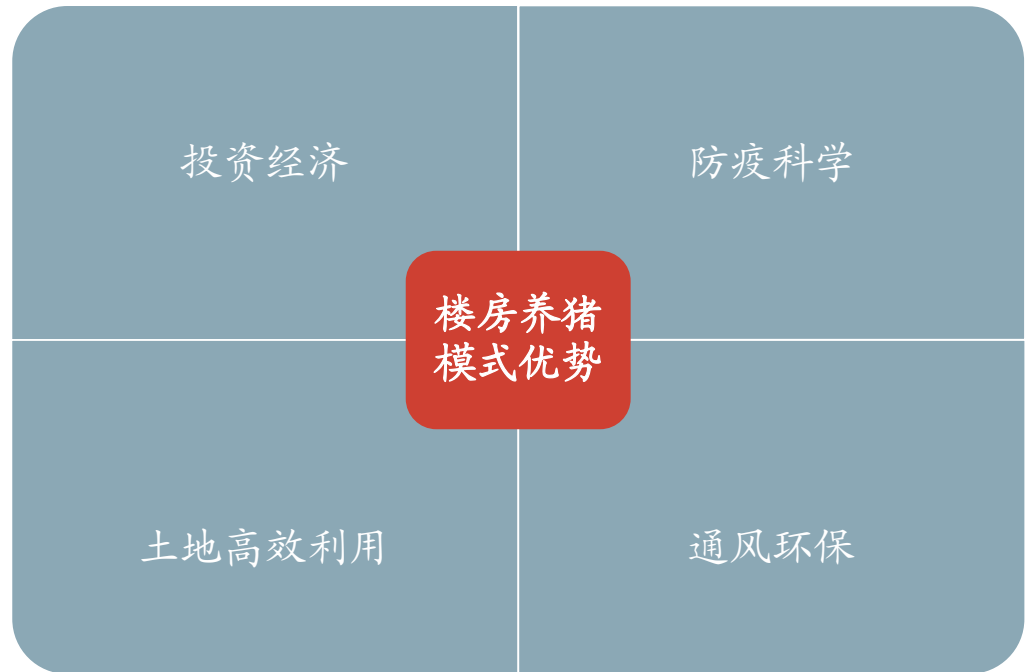 投资经济
防疫科学
楼房养猪
模式优势
土地高效利用
通风环保